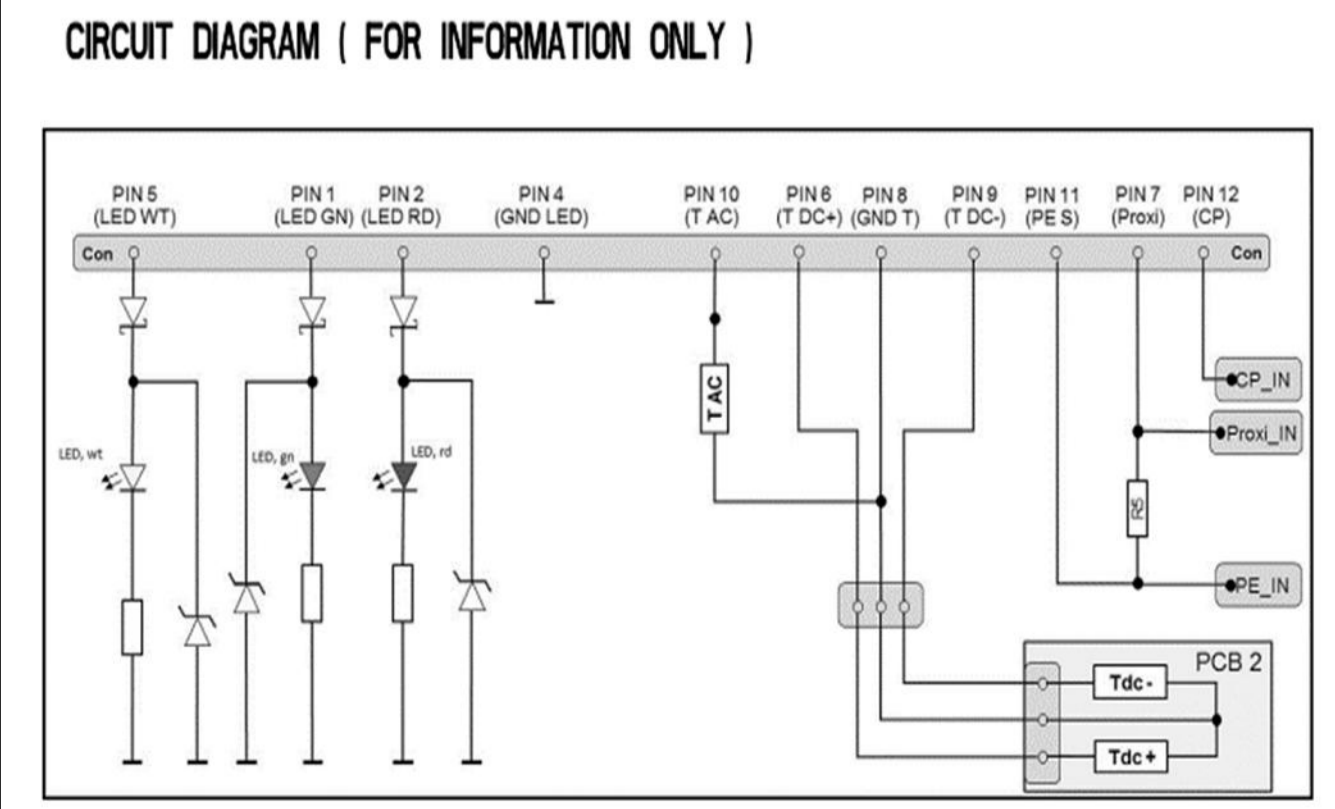 CIRCUIT DIAGRAM ( FOR INFORMATION ONLY )
PIN 5 PIN 1 PIN 2 PIN 4 PIN 10 PIN 6 PIN 8 PIN 9 PIN 11 PIN 7 PIN 12
(LED WT) (LED GN) (LED RD) (GND LED) (T AC) (T DC+) (GND T) (T DC-) (PE S) (Proxi) (CP)
Con Con
CP_IN
T AC
Proxi_IN
LED, wt LED, gn LED, rd
R5
PE_IN
PCB 2
Tdc -
Tdc +